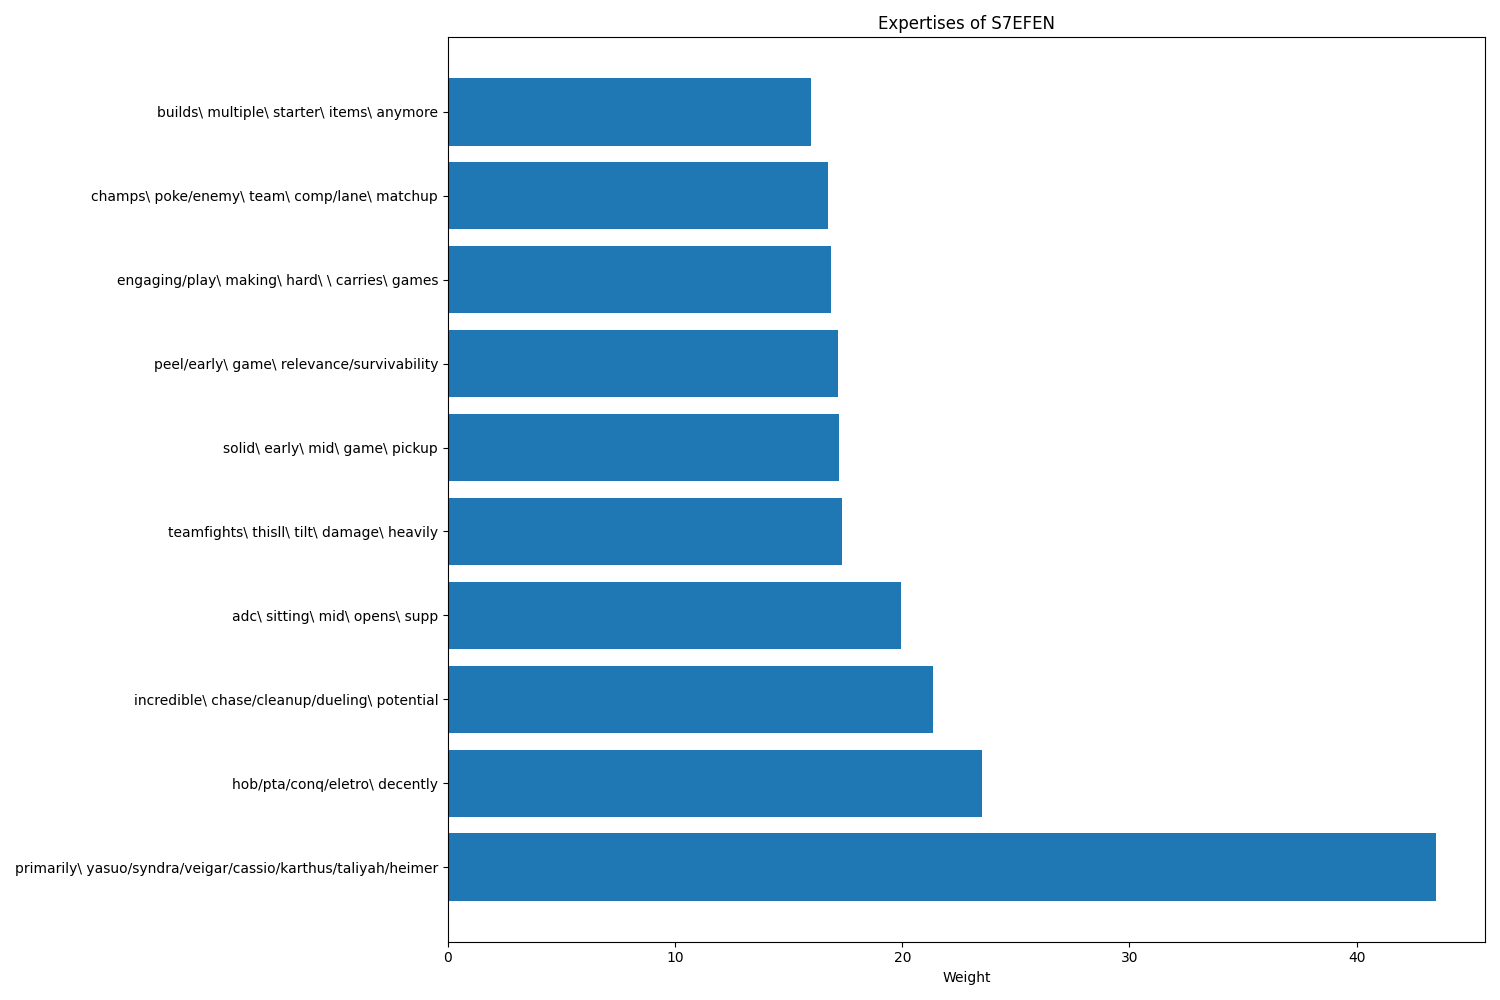 Expertises of S7EFEN
builds\ multiple\ starter\ items\ anymore
champs\ poke/enemy\ team\ comp/lane\ matchup
engaging/play\ making\ hard\ \ carries\ games
peel/early\ game\ relevance/survivability
solid\ early\ mid\ game\ pickup
teamfights\ thisll\ tilt\ damage\ heavily
adc\ sitting\ mid\ opens\ supp
incredible\ chase/cleanup/dueling\ potential
hob/pta/conq/eletro\ decently
primarily\ yasuo/syndra/veigar/cassio/karthus/taliyah/heimer
0 10 20 30 40
Weight